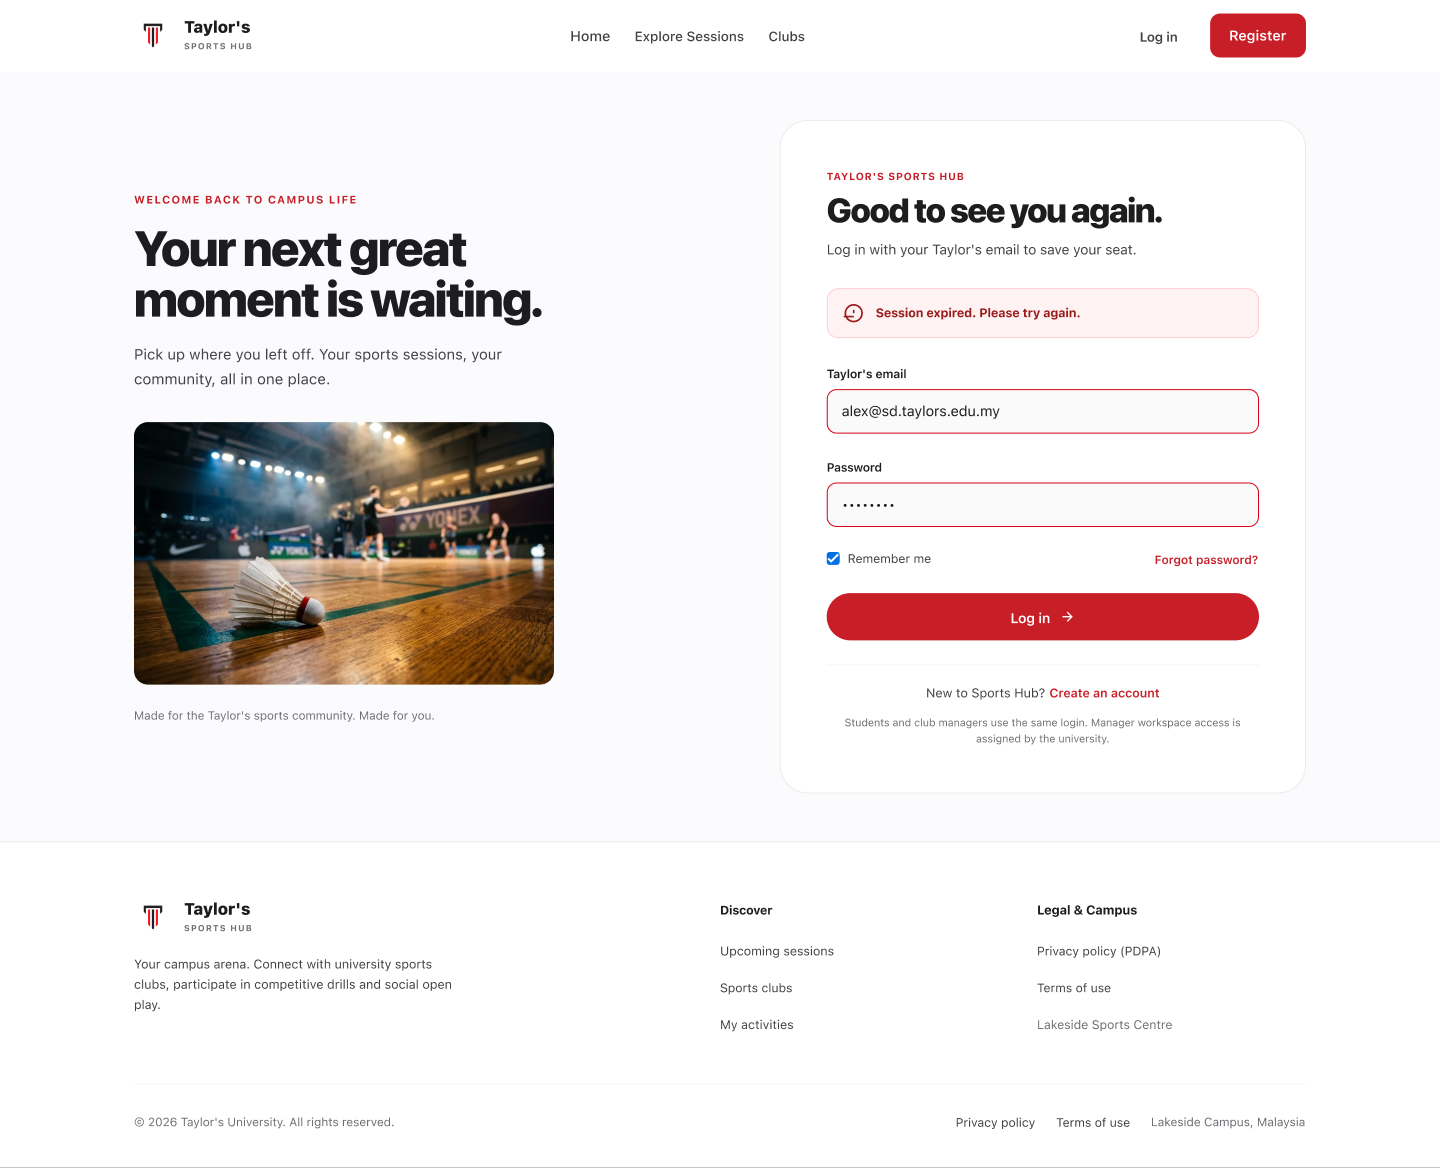 Taylor's
SPORTS HUB
Home
Explore Sessions
Clubs
Log in
Register
WELCOME BACK TO CAMPUS LIFE
Your next great
moment is waiting.
Pick up where you left off. Your sports sessions, your
community, all in one place.
YONEX
YONEX
Made for the Taylor's sports community. Made for you.
TAYLOR'S SPORTS HUB
Good to see you again.
Log in with your Taylor's email to save your seat.
Session expired. Please try again.
Taylor's email
alex@sd.taylors.edu.my
Password
••••••••
Remember me
Forgot password?
Log in →
New to Sports Hub? Create an account
Students and club managers use the same login. Manager workspace access is
assigned by the university.
Taylor's
SPORTS HUB
Your campus arena. Connect with university sports
clubs, participate in competitive drills and social open
play.
Discover
Upcoming sessions
Sports clubs
My activities
Legal & Campus
Privacy policy (PDPA)
Terms of use
Lakeside Sports Centre
© 2026 Taylor's University. All rights reserved.
Privacy policy
Terms of use
Lakeside Campus, Malaysia